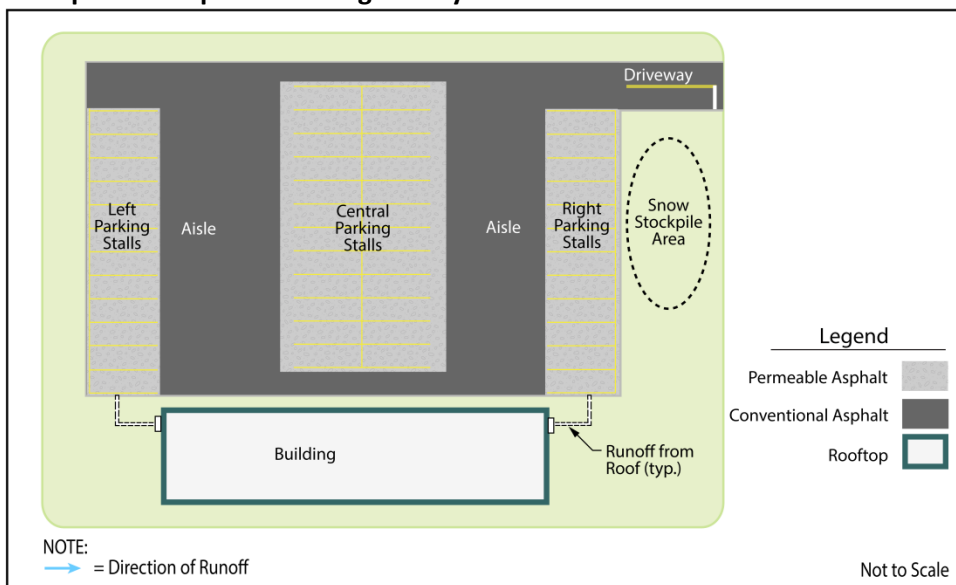 Driveway
Left
Parking
Stalls
Aisle
Central
Parking
Stalls
Aisle
Right
Parking
Stalls
Snow
Stockpile
Area
Legend
Permeable Asphalt
Conventional Asphalt
Rooftop
Building
Runoff from
Roof (typ.)
NOTE:
= Direction of Runoff
Not to Scale